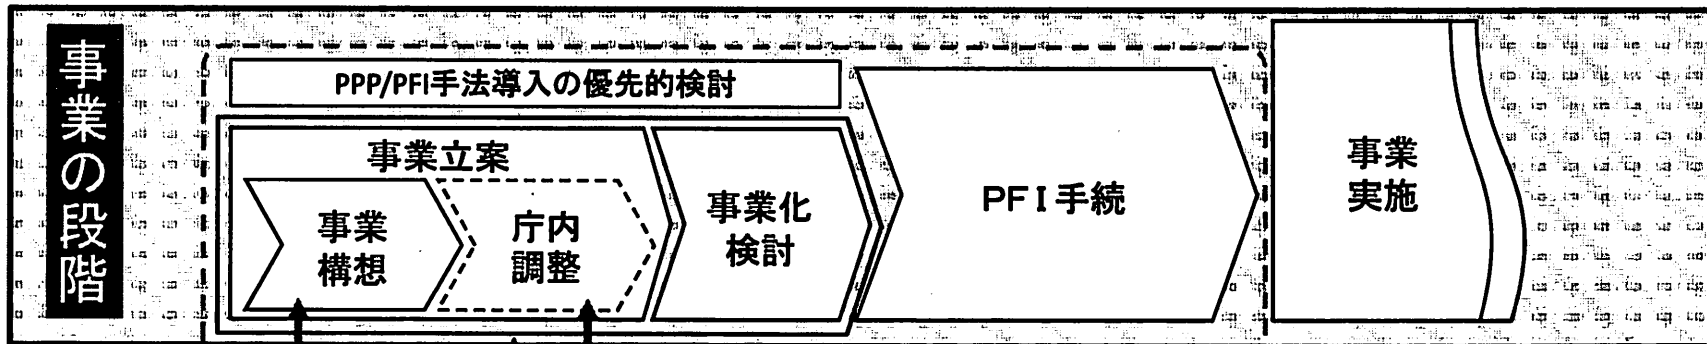 事業の段階
PPP/PFI手法導入の優先的検討
事業立案
事業
構想
庁内
調整
事業化
検討
PFI手続
事業
実施